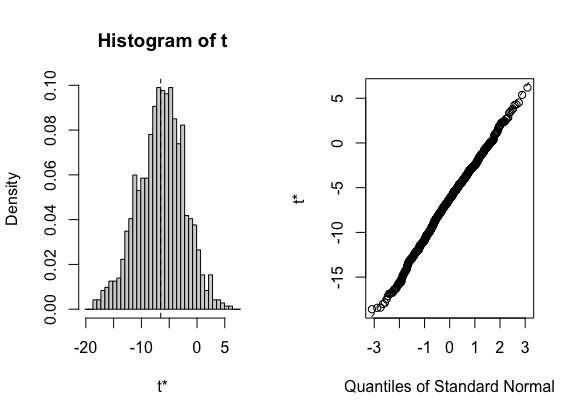 Histogram of t
Density
0.00 0.02 0.04 0.06 0.08 0.10
-20 -10 0 5
t*
t*
5
0
-5
-10
-15
-3 -1 0 1 2 3
Quantiles of Standard Normal